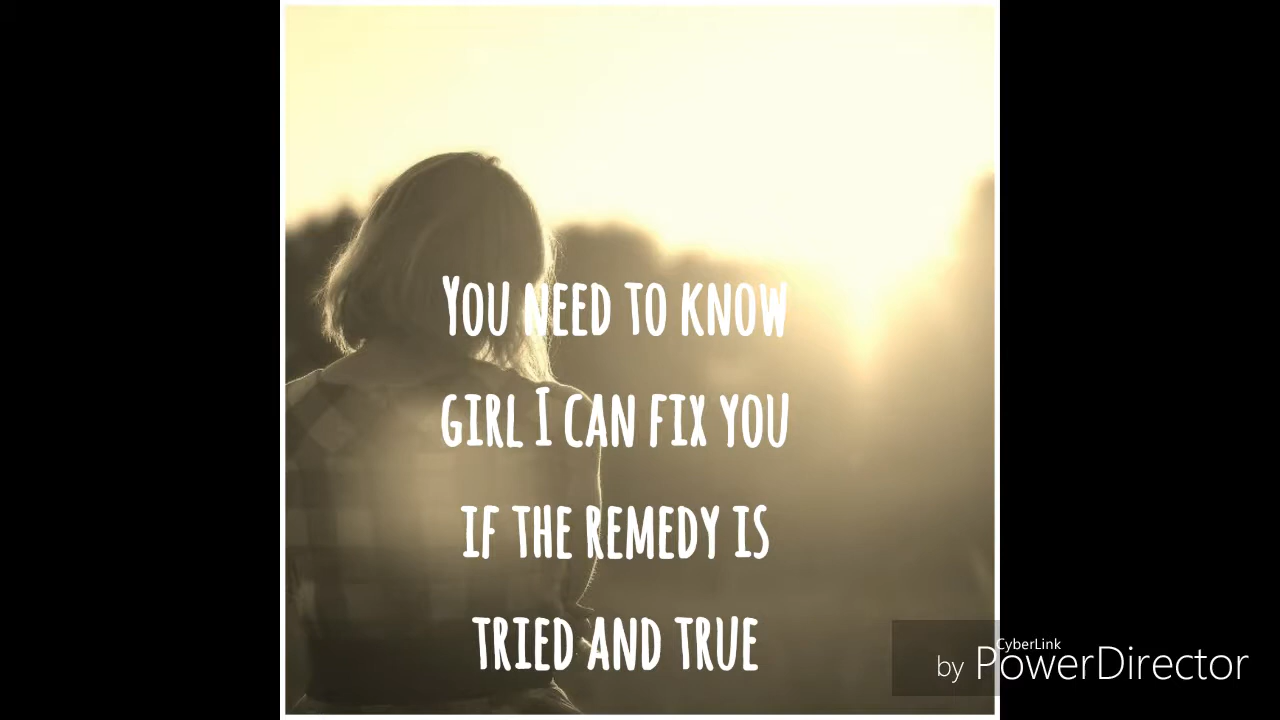 You need to know
girl I can fix you
if the remedy is
tried and true
CyberLink
by PowerDirector